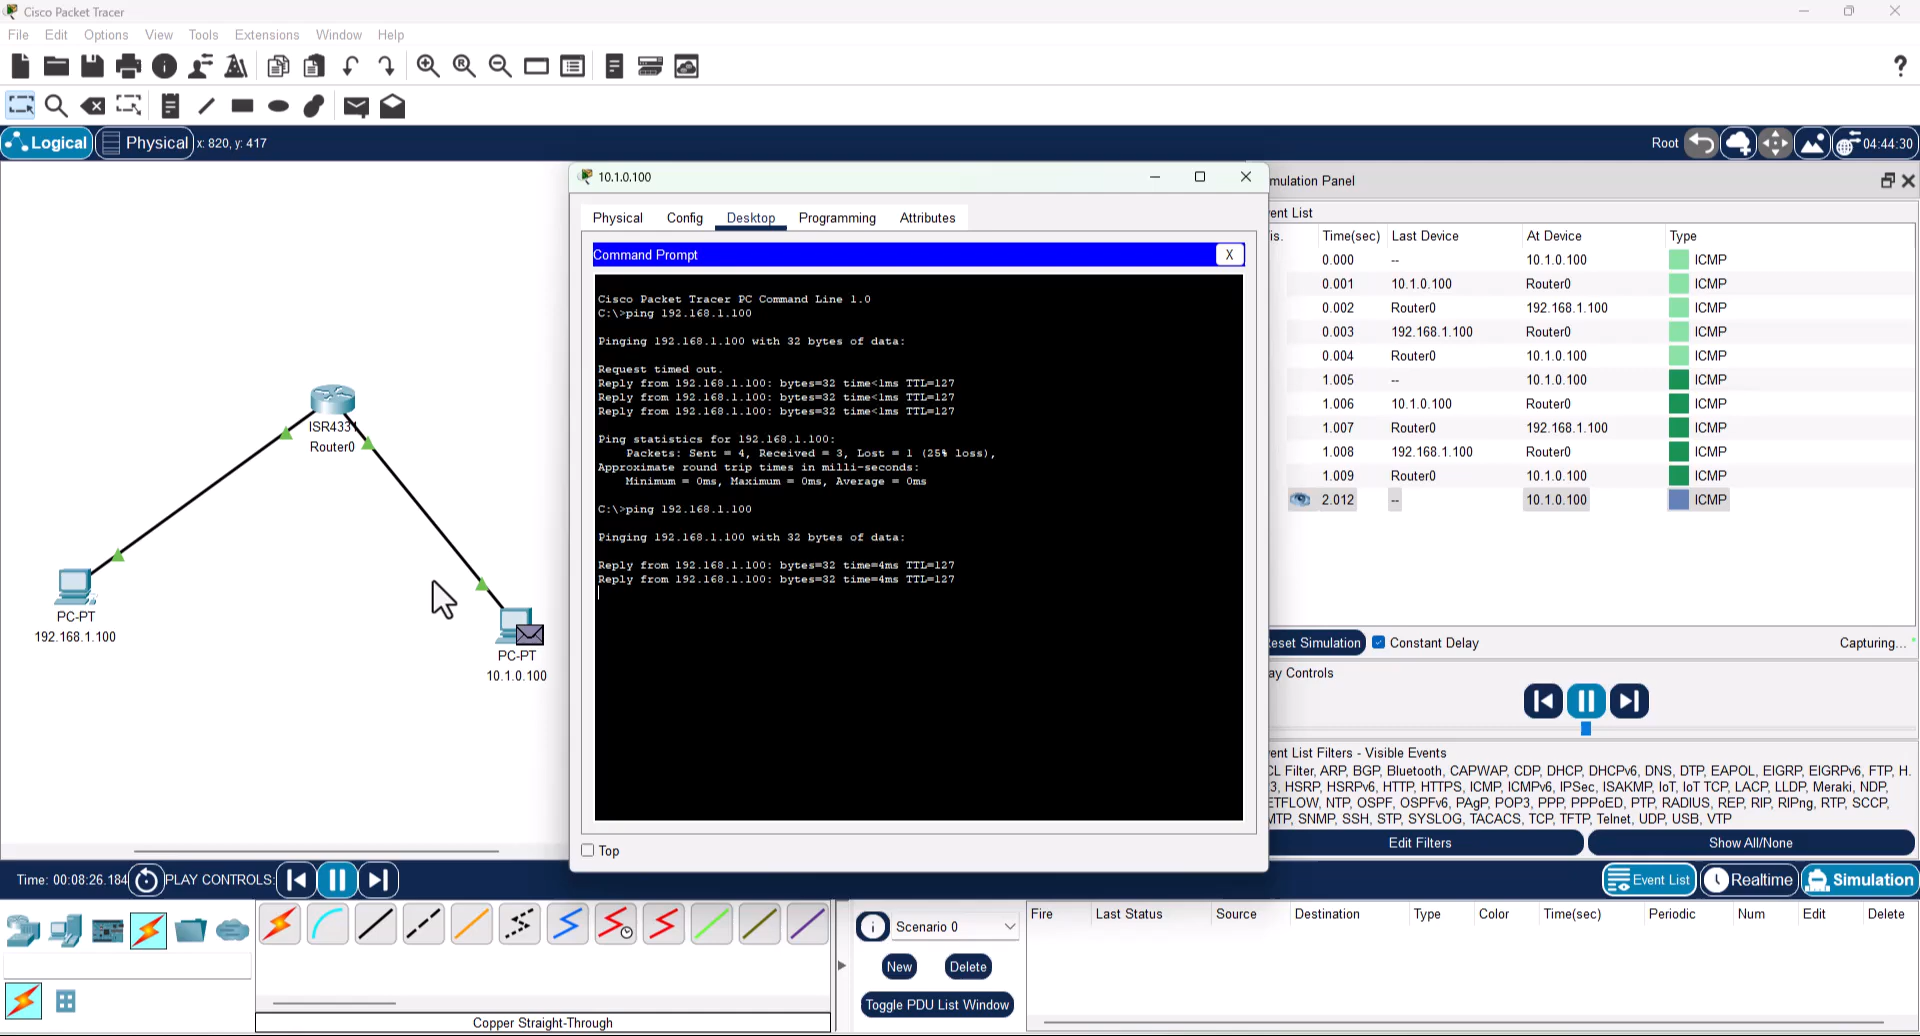 Cisco Packet Tracer
File Edit Options View Tools Extensions Window Help
Logical Physical x: 820, y: 417
Root 04:44:30
10.1.0.100
Physical Config Desktop Programming Attributes
Command Prompt X
Cisco Packet Tracer PC Command Line 1.0
C:\>ping 192.168.1.100
Pinging 192.168.1.100 with 32 bytes of data:
Request timed out.
Reply from 192.168.1.100: bytes=32 time<1ms TTL=127
Reply from 192.168.1.100: bytes=32 time<1ms TTL=127
Reply from 192.168.1.100: bytes=32 time<1ms TTL=127
Ping statistics for 192.168.1.100:
Packets: Sent = 4, Received = 3, Lost = 1 (25% loss),
Approximate round trip times in milli-seconds:
Minimum = 0ms, Maximum = 0ms, Average = 0ms
C:\>ping 192.168.1.100
Pinging 192.168.1.100 with 32 bytes of data:
Reply from 192.168.1.100: bytes=32 time=4ms TTL=127
Reply from 192.168.1.100: bytes=32 time=4ms TTL=127
Top
ISR4331
Router0
PC-PT
192.168.1.100
PC-PT
10.1.0.100
mulation Panel
ent List
is. Time(sec) Last Device At Device Type
0.000 -- 10.1.0.100 ICMP
0.001 10.1.0.100 Router0 ICMP
0.002 Router0 192.168.1.100 ICMP
0.003 192.168.1.100 Router0 ICMP
0.004 Router0 10.1.0.100 ICMP
1.005 -- 10.1.0.100 ICMP
1.006 10.1.0.100 Router0 ICMP
1.007 Router0 192.168.1.100 ICMP
1.008 192.168.1.100 Router0 ICMP
1.009 Router0 10.1.0.100 ICMP
2.012 -- 10.1.0.100 ICMP
eset Simulation Constant Delay Capturing...
ay Controls
ent List Filters - Visible Events
CL Filter, ARP, BGP, Bluetooth, CAPWAP, CDP, DHCP, DHCPv6, DNS, DTP, EAPOL, EIGRP, EIGRPv6, FTP, H.
3, HSRP, HSRPv6, HTTP, HTTPS, ICMP, ICMPv6, IPSec, ISAKMP, IoT, IoT TCP, LACP, LLDP, Meraki, NDP,
ETFLOW, NTP, OSPF, OSPFv6, PAgP, POP3, PPP, PPPoED, PTP, RADIUS, REP, RIP, RIPng, RTP, SCCP,
MTP, SNMP, SSH, STP, SYSLOG, TACACS, TCP, TFTP, Telnet, UDP, USB, VTP
Edit Filters Show All/None
Time: 00:08:26.184 PLAY CONTROLS: Event List Realtime Simulation
Scenario 0
New Delete
Toggle PDU List Window
Fire Last Status Source Destination Type Color Time(sec) Periodic Num Edit Delete
Copper Straight-Through